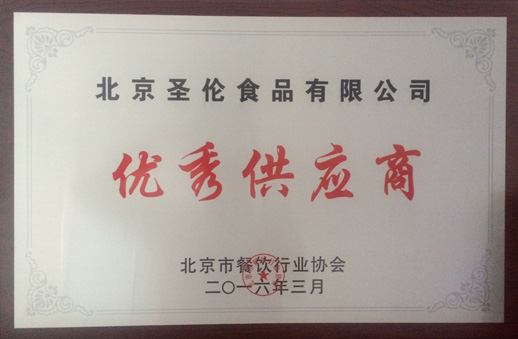 北京圣伦食品有限公司
优秀供应商
北京市餐饮行业协会
二〇一六年三月